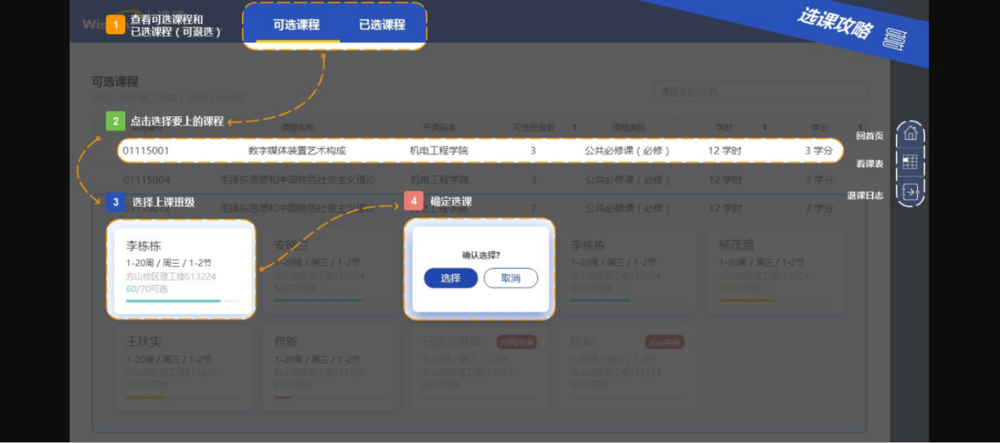 Wis
1
查看可选课程和
已选课程（可退选）
可选课程
已选课程
选课攻略
可选课程
2015-2016 第二学期 1-20周 方山校区
课程名称/代码
2
点击选择要上的课程
课程名称 开课院系 可选班级数 课程类别 学时 学分
回首页
01115001 数字媒体装置艺术构成 机电工程学院 3 公共必修课（必修） 12 学时 3 学分
看课表
01115004 毛泽东思想和中国特色社会主义理论 机电工程学院 3 公共必修课（必修） 12 学时 3 学分
退课日志
3
选择上课班级
4
确定选课
01115012 毛泽东思想和中国特色社会主义理论 机电工程学院 7 公共必修课（必修） 12 学时 3 学分
李栋栋
1-20周 / 周三 / 1-2节
方山校区理工楼S13224
60/70可选
安晓兰
1-20周 / 周三 / 1-2节
方山校区理工楼S13224
52/70可选
确认选择?
选择
取消
李栋栋
1-20周 / 周三 / 1-2节
方山校区理工楼S13224
35/70可选
杨茂盛
1-20周 / 周三 / 1-2节
方山校区理工楼S13224
30/70可选
王秋实
1-20周 / 周三 / 1-2节
方山校区理工楼S13224
20/70可选
佟新
1-20周 / 周三 / 1-2节
方山校区理工楼S13224
7/70可选
已选完班级 时间冲突
1-20周 / 周三 / 1-2节
方山校区理工楼S13224
0/70可选
佟新 xxx冲突
1-20周 / 周三 / 1-2节
方山校区理工楼S13224
0/70可选